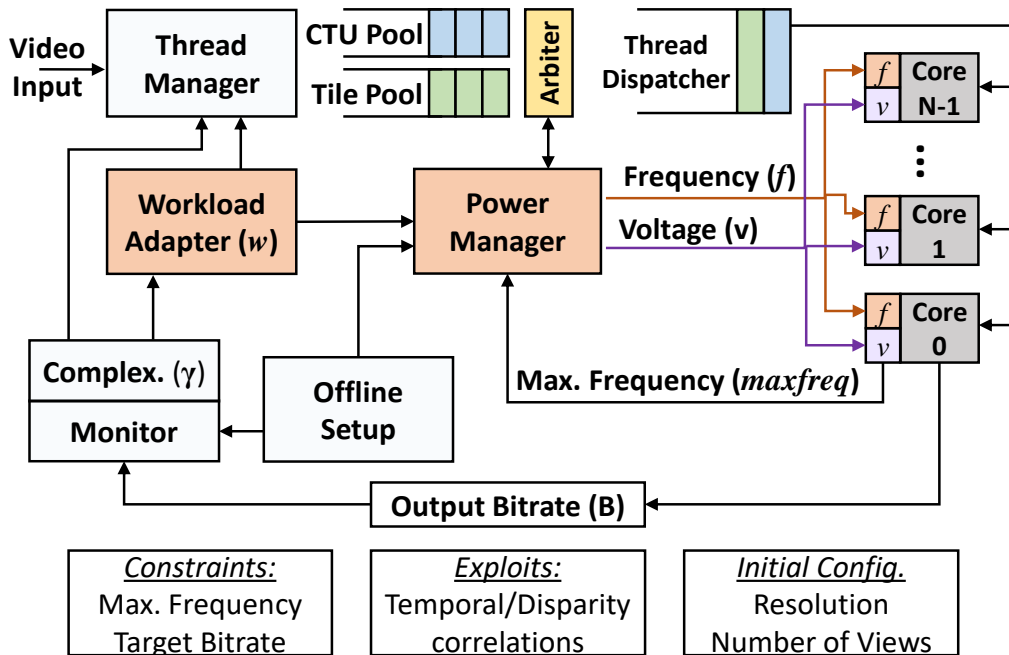 Video
Input
Thread
Manager
CTU Pool
Tile Pool
Arbiter
Thread
Dispatcher
f
v
Core
N-1
...
f
v
Core
1
f
v
Core
0
Workload
Adapter (w)
Power
Manager
Frequency (f)
Voltage (v)
Max. Frequency (maxfreq)
Complex. (γ)
Monitor
Offline
Setup
Output Bitrate (B)
Constraints:
Max. Frequency
Target Bitrate
Exploits:
Temporal/Disparity
correlations
Initial Config.
Resolution
Number of Views